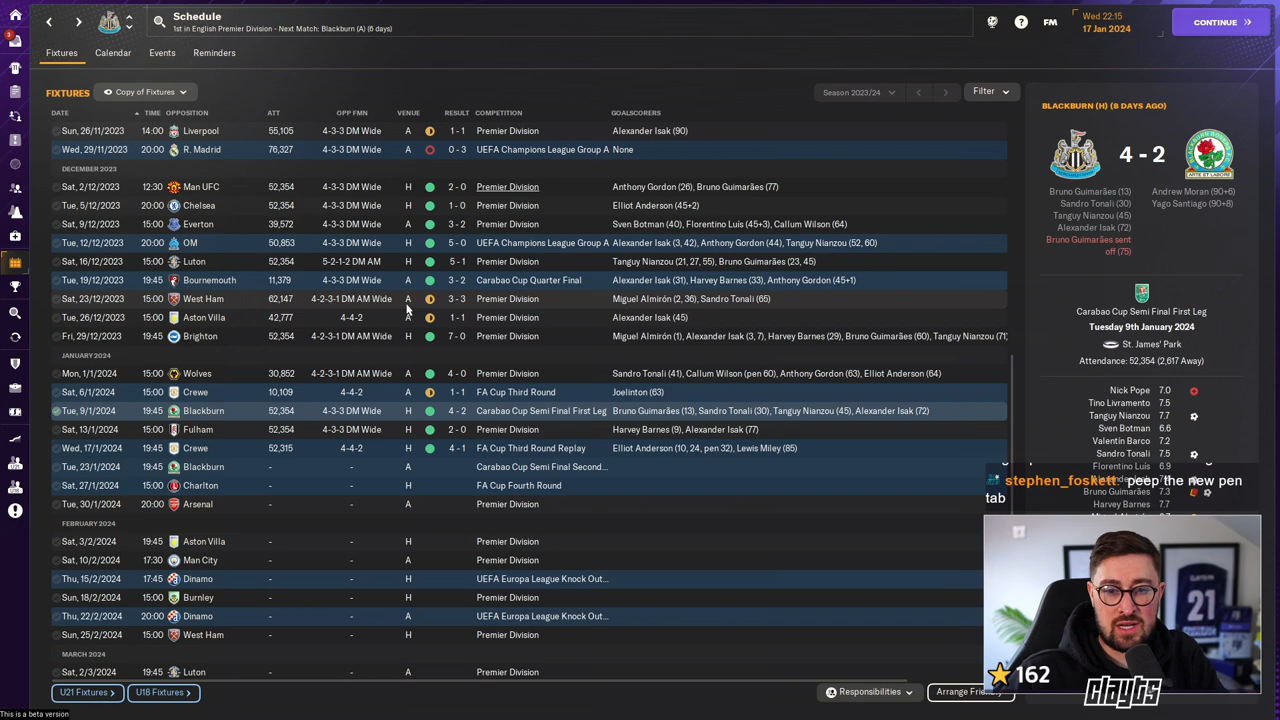 Schedule
1st in English Premier Division - Next Match: Blackburn (A) (6 days)
FM
Wed 22:15
17 Jan 2024
CONTINUE
3
Fixtures Calendar Events Reminders
FIXTURES Copy of Fixtures Season 2023/24 Filter
DATE TIME OPPOSITION ATT OPP FMN VENUE RESULT COMPETITION GOALSCORERS
Sun, 26/11/2023 14:00 Liverpool 55,105 4-3-3 DM Wide A 1 - 1 Premier Division Alexander Isak (90)
Wed, 29/11/2023 20:00 R. Madrid 76,327 4-3-3 DM Wide A 0 - 3 UEFA Champions League Group A None
DECEMBER 2023
Sat, 2/12/2023 12:30 Man UFC 52,354 4-3-3 DM Wide H 2 - 0 Premier Division Anthony Gordon (26), Bruno Guimarães (77)
Tue, 5/12/2023 20:00 Chelsea 52,354 4-3-3 DM Wide H 1 - 0 Premier Division Elliot Anderson (45+2)
Sat, 9/12/2023 15:00 Everton 39,572 4-3-3 DM Wide A 3 - 2 Premier Division Sven Botman (40), Florentino Luís (45+3), Callum Wilson (64)
Tue, 12/12/2023 20:00 OM 50,853 4-3-3 DM Wide H 5 - 0 UEFA Champions League Group A Alexander Isak (3, 42), Anthony Gordon (44), Tanguy Nianzou (52, 60)
Sat, 16/12/2023 15:00 Luton 52,354 5-2-1-2 DM AM H 5 - 1 Premier Division Tanguy Nianzou (21, 27, 55), Bruno Guimarães (23, 45)
Tue, 19/12/2023 19:45 Bournemouth 11,379 4-3-3 DM Wide A 3 - 2 Carabao Cup Quarter Final Alexander Isak (31), Harvey Barnes (33), Anthony Gordon (45+1)
Sat, 23/12/2023 15:00 West Ham 62,147 4-2-3-1 DM AM Wide A 3 - 3 Premier Division Miguel Almirón (2, 36), Sandro Tonali (65)
Tue, 26/12/2023 15:00 Aston Villa 42,777 4-4-2 A 1 - 1 Premier Division Alexander Isak (45)
Fri, 29/12/2023 19:45 Brighton 52,354 4-2-3-1 DM AM Wide H 7 - 0 Premier Division Miguel Almirón (1), Alexander Isak (3, 7), Harvey Barnes (29), Bruno Guimarães (60), Tanguy Nianzou (71
JANUARY 2024
Mon, 1/1/2024 15:00 Wolves 30,852 4-2-3-1 DM AM Wide A 4 - 0 Premier Division Sandro Tonali (41), Callum Wilson (pen 60), Anthony Gordon (63), Elliot Anderson (64)
Sat, 6/1/2024 15:00 Crewe 10,109 4-4-2 A 1 - 1 FA Cup Third Round Joelinton (63)
Tue, 9/1/2024 19:45 Blackburn 52,354 4-3-3 DM Wide H 4 - 2 Carabao Cup Semi Final First Leg Bruno Guimarães (13), Sandro Tonali (30), Tanguy Nianzou (45), Alexander Isak (72)
Sat, 13/1/2024 15:00 Fulham 52,354 4-3-3 DM Wide H 2 - 0 Premier Division Harvey Barnes (9), Alexander Isak (77)
Wed, 17/1/2024 19:45 Crewe 52,315 4-4-2 H 4 - 1 FA Cup Third Round Replay Elliot Anderson (10, 24, pen 32), Lewis Miley (85)
Tue, 23/1/2024 19:45 Blackburn - - A - Carabao Cup Semi Final Second...
Sat, 27/1/2024 19:45 Charlton - - A - FA Cup Fourth Round
Tue, 30/1/2024 20:00 Arsenal - - A - Premier Division
FEBRUARY 2024
Sat, 3/2/2024 19:45 Aston Villa - - H - Premier Division
Sat, 10/2/2024 17:30 Man City - - A - Premier Division
Thu, 15/2/2024 17:45 Dinamo - - H - UEFA Europa League Knock Out...
Sun, 18/2/2024 15:00 Burnley - - H - Premier Division
Thu, 22/2/2024 20:00 Dinamo - - A - UEFA Europa League Knock Out...
Sun, 25/2/2024 15:00 West Ham - - H - Premier Division
MARCH 2024
Sat, 2/3/2024 19:45 Luton - - A - Premier Division
U21 Fixtures U18 Fixtures Responsibilities Arrange Friendly
This is a beta version
BLACKBURN (H) (8 DAYS AGO)
4 - 2
Bruno Guimarães (13) Andrew Moran (90+6)
Sandro Tonali (30) Yago Santiago (90+8)
Tanguy Nianzou (45)
Alexander Isak (72)
Bruno Guimarães sent
off (75)
Carabao Cup Semi Final First Leg
Tuesday 9th January 2024
St. James' Park
Attendance: 52,354 (2,617 Away)
Nick Pope 7.0
Tino Livramento 7.5
Tanguy Nianzou 7.7
Sven Botman 6.6
Valentín Barco 7.2
Sandro Tonali 7.5
Florentino Luís 6.9
stephen_foskett: peep the new pen
tab
Bruno Guimarães 7.3
Harvey Barnes 7.7
21
162
clayts